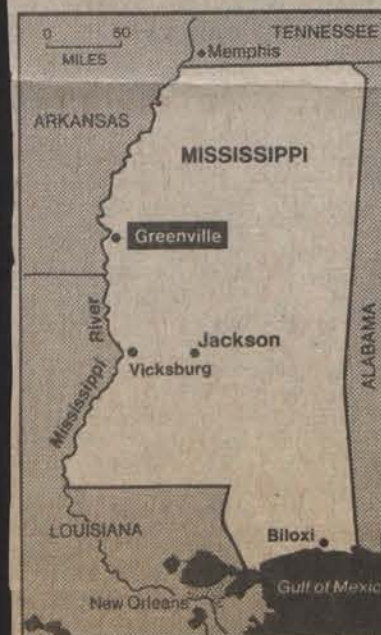 0 50
MILES
TENNESSEE
Memphis
ARKANSAS
MISSISSIPPI
Greenville
Mississippi River
Jackson
Vicksburg
ALABAMA
LOUISIANA
Biloxi
Gulf of Mexic
New Orleans